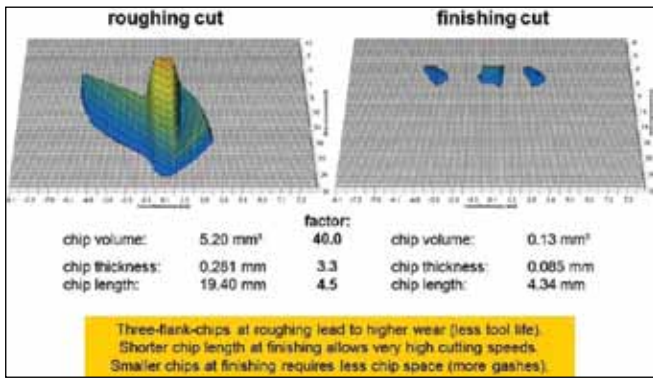 roughing cut
finishing cut
factor:
chip volume: 5.20 mm³ 40.0 chip volume: 0.13 mm³
chip thickness: 0.281 mm 3.3 chip thickness: 0.085 mm
chip length: 19.40 mm 4.5 chip length: 4.34 mm
Three-flank-chips at roughing lead to higher wear (less tool life).
Shorter chip length at finishing allows very high cutting speeds.
Smaller chips at finishing requires less chip space (more gashes).